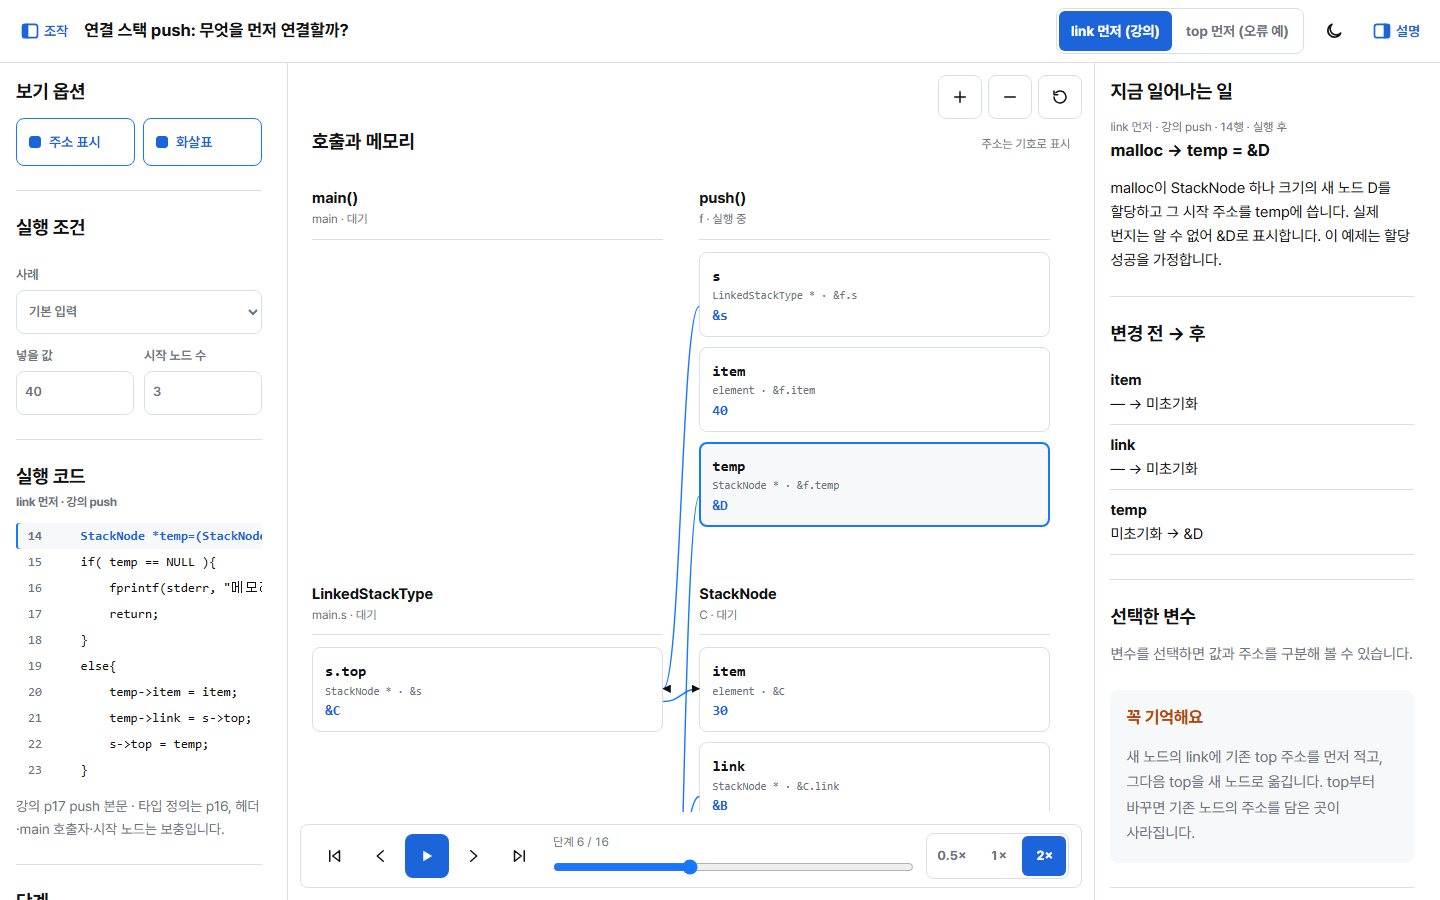 조작
연결 스택 push: 무엇을 먼저 연결할까?
link 먼저 (강의)
top 먼저 (오류 예)
설명
보기 옵션
주소 표시
화살표
실행 조건
사례
기본 입력
넣을 값
시작 노드 수
40
3
실행 코드
link 먼저 · 강의 push
14 StackNode *temp=(StackNode
15 if( temp == NULL ){
16 fprintf(stderr, "메모
17 return;
18 }
19 else{
20 temp->item = item;
21 temp->link = s->top;
22 s->top = temp;
23 }
강의 p17 push 본문 · 타입 정의는 p16, 헤더
·main 호출자·시작 노드는 보충입니다.
단계
호출과 메모리
주소는 기호로 표시
main()
main · 대기
push()
f · 실행 중
s
LinkedStackType * · &f.s
&s
item
element · &f.item
40
temp
StackNode * · &f.temp
&D
LinkedStackType
main.s · 대기
s.top
StackNode * · &s
&C
StackNode
C · 대기
item
element · &C
30
link
StackNode * · &C.link
&B
단계 6 / 16
0.5×
1×
2×
지금 일어나는 일
link 먼저 · 강의 push · 14행 · 실행 후
malloc → temp = &D
malloc이 StackNode 하나 크기의 새 노드 D를
할당하고 그 시작 주소를 temp에 씁니다. 실제
번지는 알 수 없어 &D로 표시합니다. 이 예제는 할당
성공을 가정합니다.
변경 전 → 후
item
— → 미초기화
link
— → 미초기화
temp
미초기화 → &D
선택한 변수
변수를 선택하면 값과 주소를 구분해 볼 수 있습니다.
꼭 기억해요
새 노드의 link에 기존 top 주소를 먼저 적고,
그다음 top을 새 노드로 옮깁니다. top부터
바꾸면 기존 노드의 주소를 담은 곳이
사라집니다.